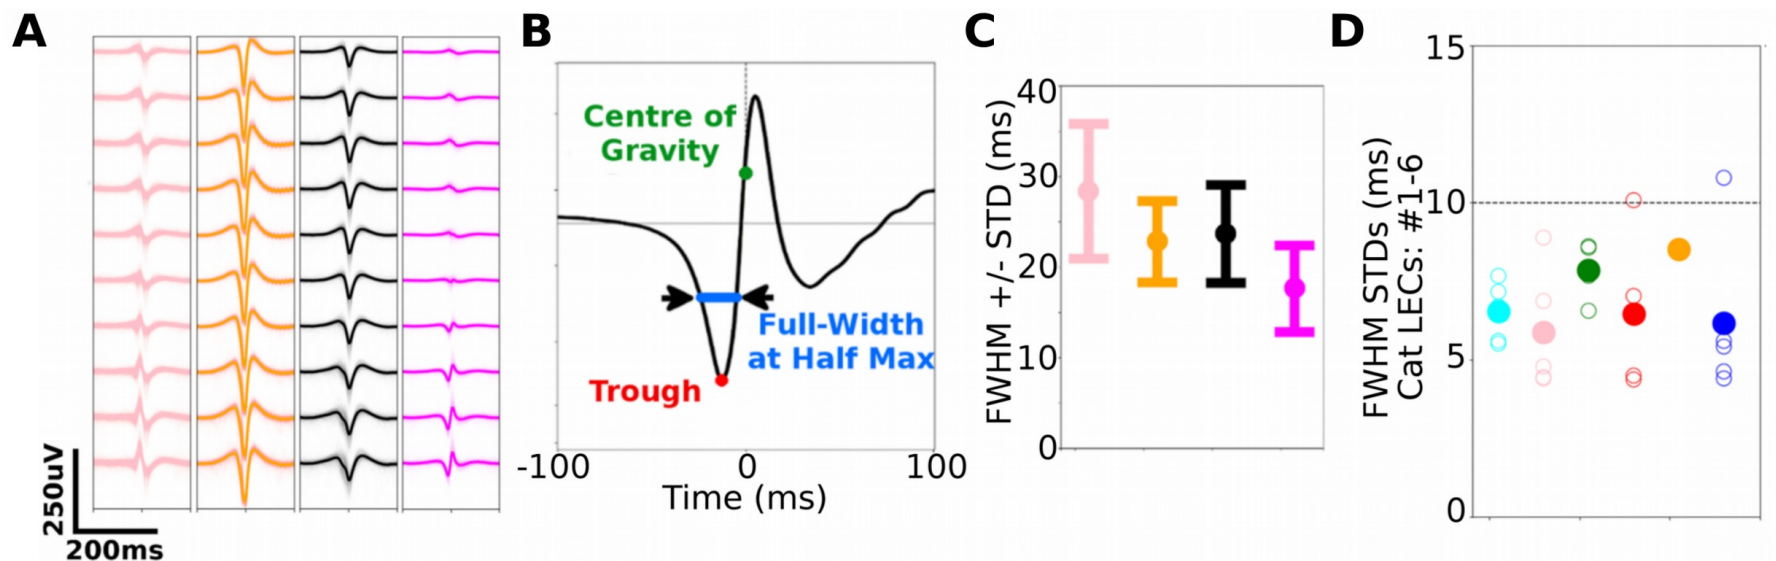 A
250uV
200ms
B
Centre of
Gravity
Full-Width
at Half Max
Trough
-100
0
100
Time (ms)
C
FWHM +/- STD (ms)
40
30
20
10
0
D
FWHM STDs (ms)
Cat LECs: #1-6
15
10
5
0